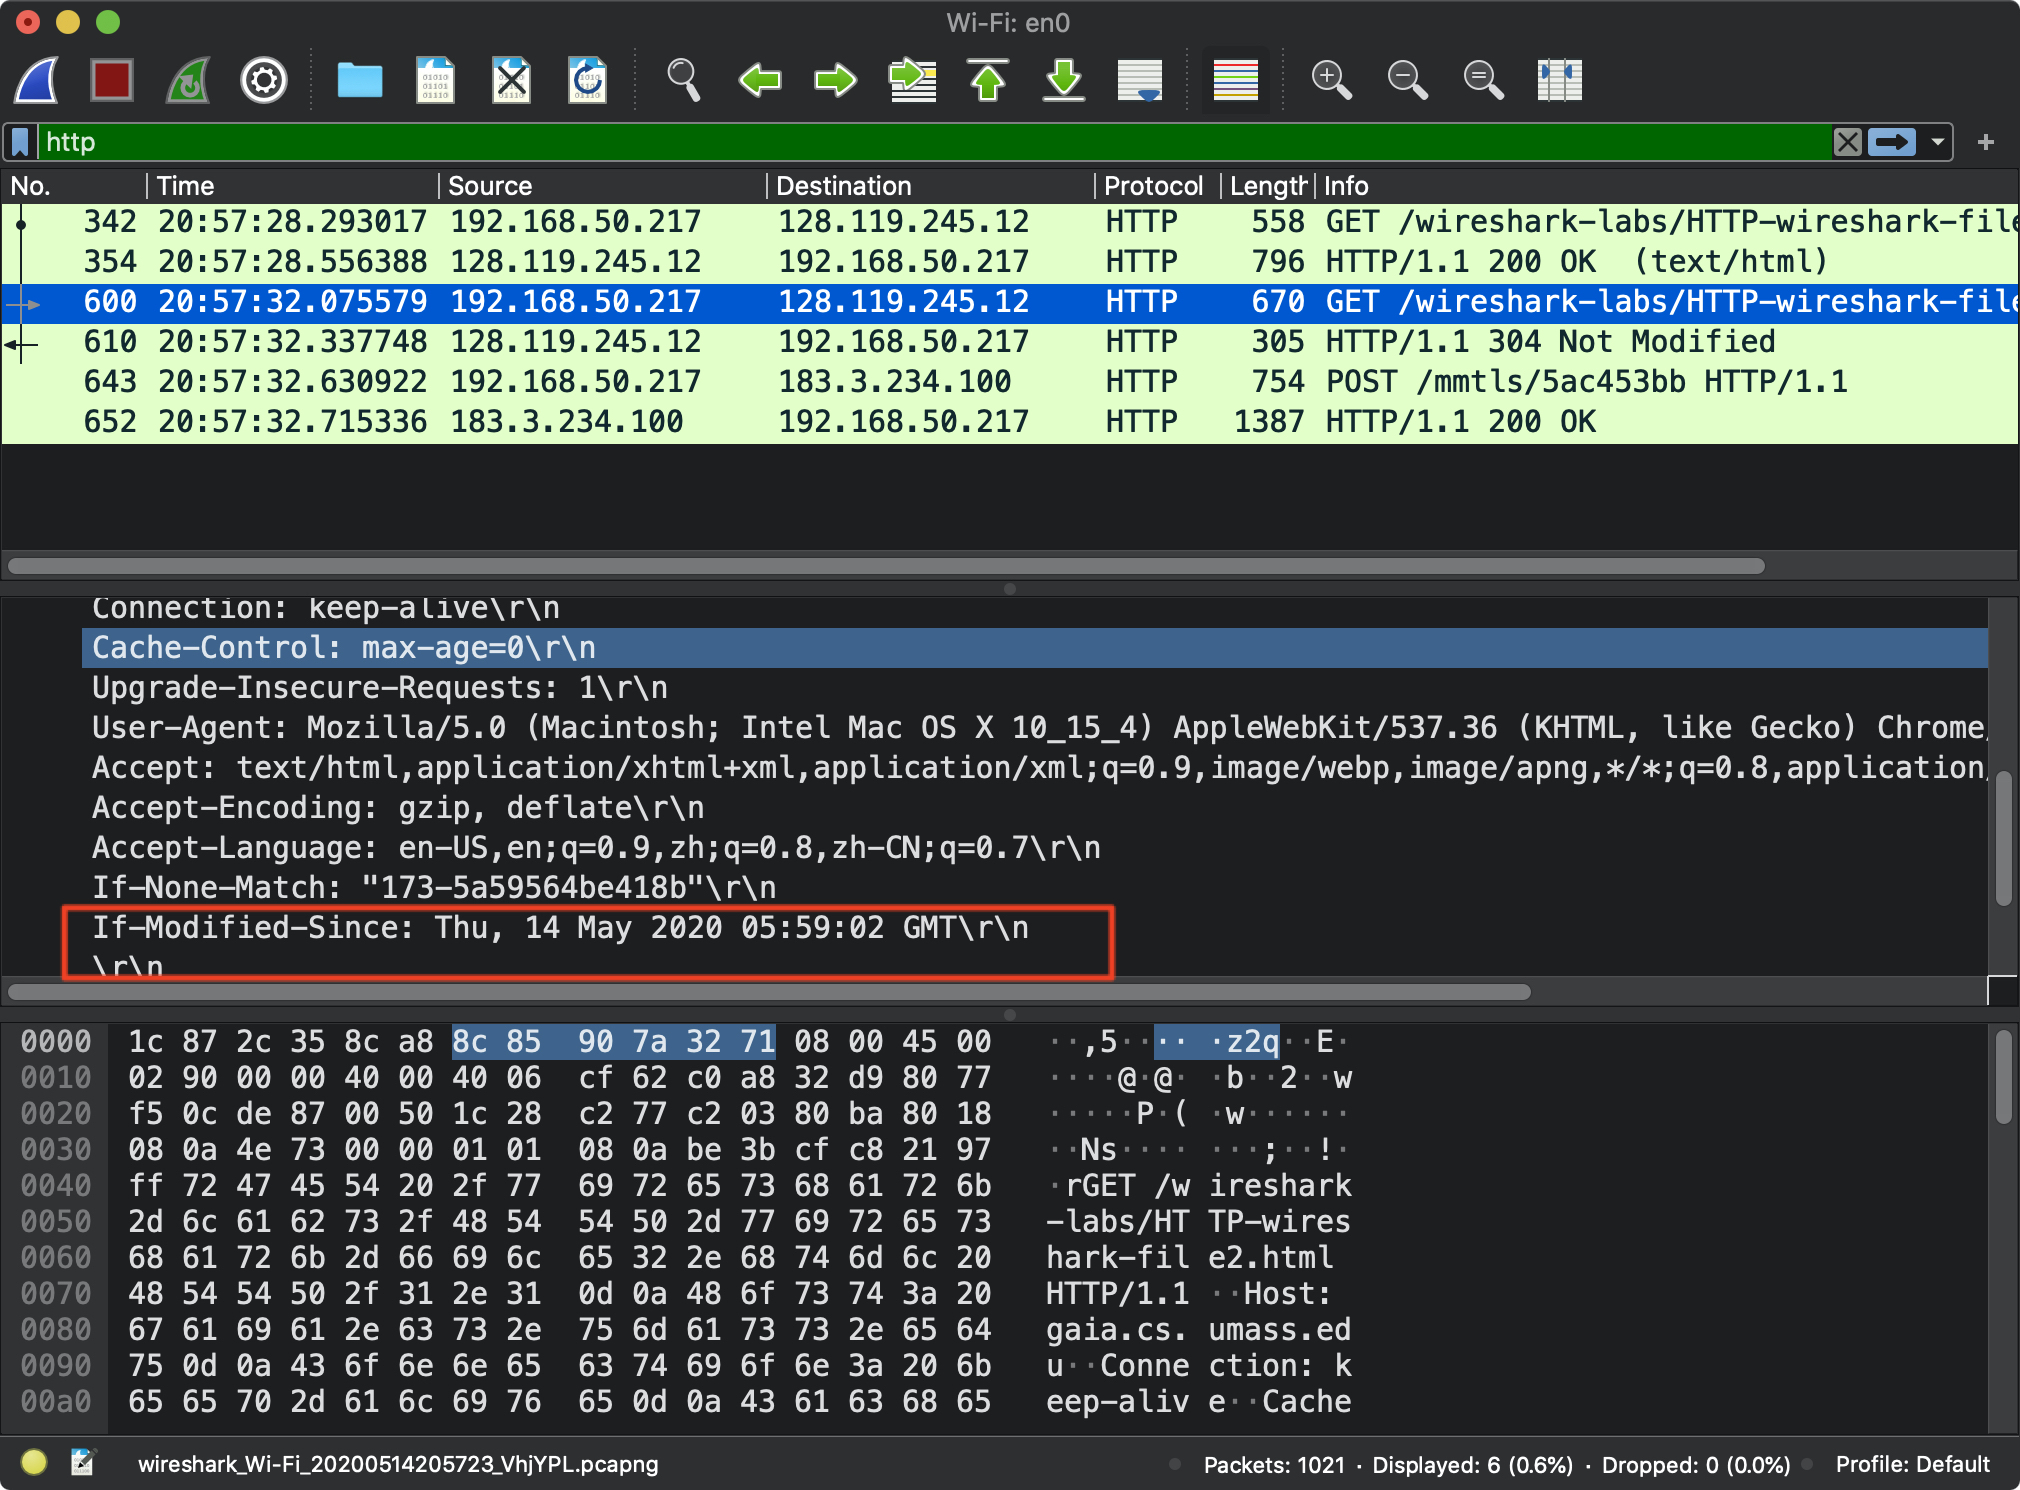 Wi-Fi: en0
http
No. Time Source Destination Protocol Length Info
342 20:57:28.293017 192.168.50.217 128.119.245.12 HTTP 558 GET /wireshark-labs/HTTP-wireshark-file
354 20:57:28.556388 128.119.245.12 192.168.50.217 HTTP 796 HTTP/1.1 200 OK  (text/html)
600 20:57:32.075579 192.168.50.217 128.119.245.12 HTTP 670 GET /wireshark-labs/HTTP-wireshark-file
610 20:57:32.337748 128.119.245.12 192.168.50.217 HTTP 305 HTTP/1.1 304 Not Modified
643 20:57:32.630922 192.168.50.217 183.3.234.100 HTTP 754 POST /mmtls/5ac453bb HTTP/1.1
652 20:57:32.715336 183.3.234.100 192.168.50.217 HTTP 1387 HTTP/1.1 200 OK
Connection: keep-alive\r\n
Cache-Control: max-age=0\r\n
Upgrade-Insecure-Requests: 1\r\n
User-Agent: Mozilla/5.0 (Macintosh; Intel Mac OS X 10_15_4) AppleWebKit/537.36 (KHTML, like Gecko) Chrome/
Accept: text/html,application/xhtml+xml,application/xml;q=0.9,image/webp,image/apng,*/*;q=0.8,application/
Accept-Encoding: gzip, deflate\r\n
Accept-Language: en-US,en;q=0.9,zh;q=0.8,zh-CN;q=0.7\r\n
If-None-Match: "173-5a59564be418b"\r\n
If-Modified-Since: Thu, 14 May 2020 05:59:02 GMT\r\n
\r\n
0000 1c 87 2c 35 8c a8 8c 85 90 7a 32 71 08 00 45 00 ··,5·· ·· ·z2q··E·
0010 02 90 00 00 40 00 40 06 cf 62 c0 a8 32 d9 80 77 ····@·@· ·b··2··w
0020 f5 0c de 87 00 50 1c 28 c2 77 c2 03 80 ba 80 18 ·····P·( ·w······
0030 08 0a 4e 73 00 00 01 01 08 0a be 3b cf c8 21 97 ··Ns···· ···;··!·
0040 ff 72 47 45 54 20 2f 77 69 72 65 73 68 61 72 6b ·rGET /w ireshark
0050 2d 6c 61 62 73 2f 48 54 54 50 2d 77 69 72 65 73 -labs/HT TP-wires
0060 68 61 72 6b 2d 66 69 6c 65 32 2e 68 74 6d 6c 20 hark-fil e2.html
0070 48 54 54 50 2f 31 2e 31 0d 0a 48 6f 73 74 3a 20 HTTP/1.1 ··Host:
0080 67 61 69 61 2e 63 73 2e 75 6d 61 73 73 2e 65 64 gaia.cs. umass.ed
0090 75 0d 0a 43 6f 6e 6e 65 63 74 69 6f 6e 3a 20 6b u··Conne ction: k
00a0 65 65 70 2d 61 6c 69 76 65 0d 0a 43 61 63 68 65 eep-aliv e··Cache
wireshark_Wi-Fi_20200514205723_VhjYPL.pcapng Packets: 1021 · Displayed: 6 (0.6%) · Dropped: 0 (0.0%) Profile: Default